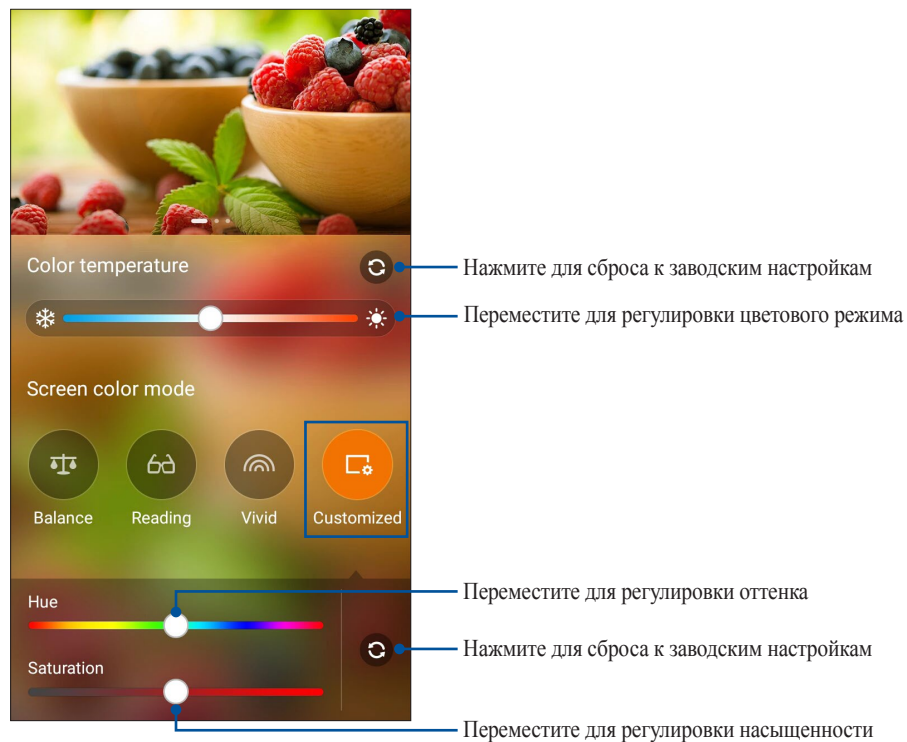 Color temperature
Нажмите для сброса к заводским настройкам
Переместите для регулировки цветового режима
Screen color mode
Balance Reading Vivid Customized
Переместите для регулировки оттенка
Hue
Нажмите для сброса к заводским настройкам
Saturation
Переместите для регулировки насыщенности